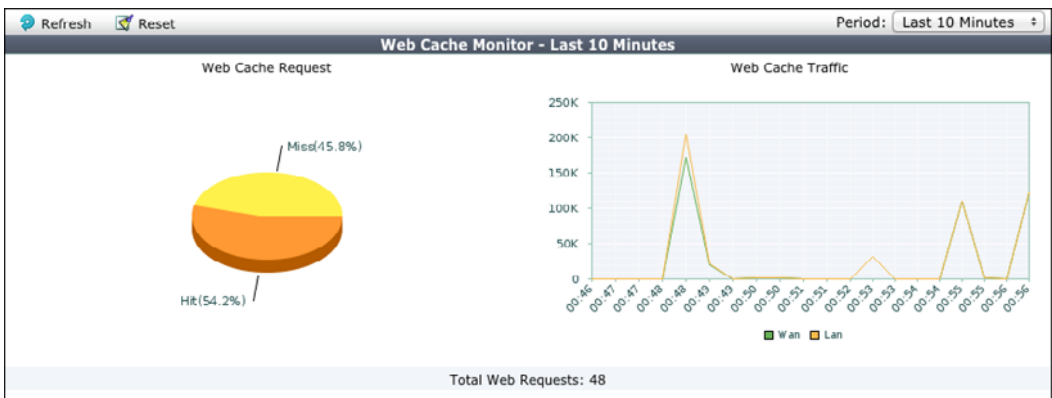 Refresh Reset Period: Last 10 Minutes
Web Cache Monitor - Last 10 Minutes
Web Cache Request
Miss(45.8%)
Hit(54.2%)
Web Cache Traffic
250K
200K
150K
100K
50K
0
00:46 00:47 00:47 00:48 00:48 00:49 00:49 00:50 00:50 00:51 00:51 00:52 00:53 00:53 00:54 00:54 00:55 00:55 00:56 00:56
Wan Lan
Total Web Requests: 48